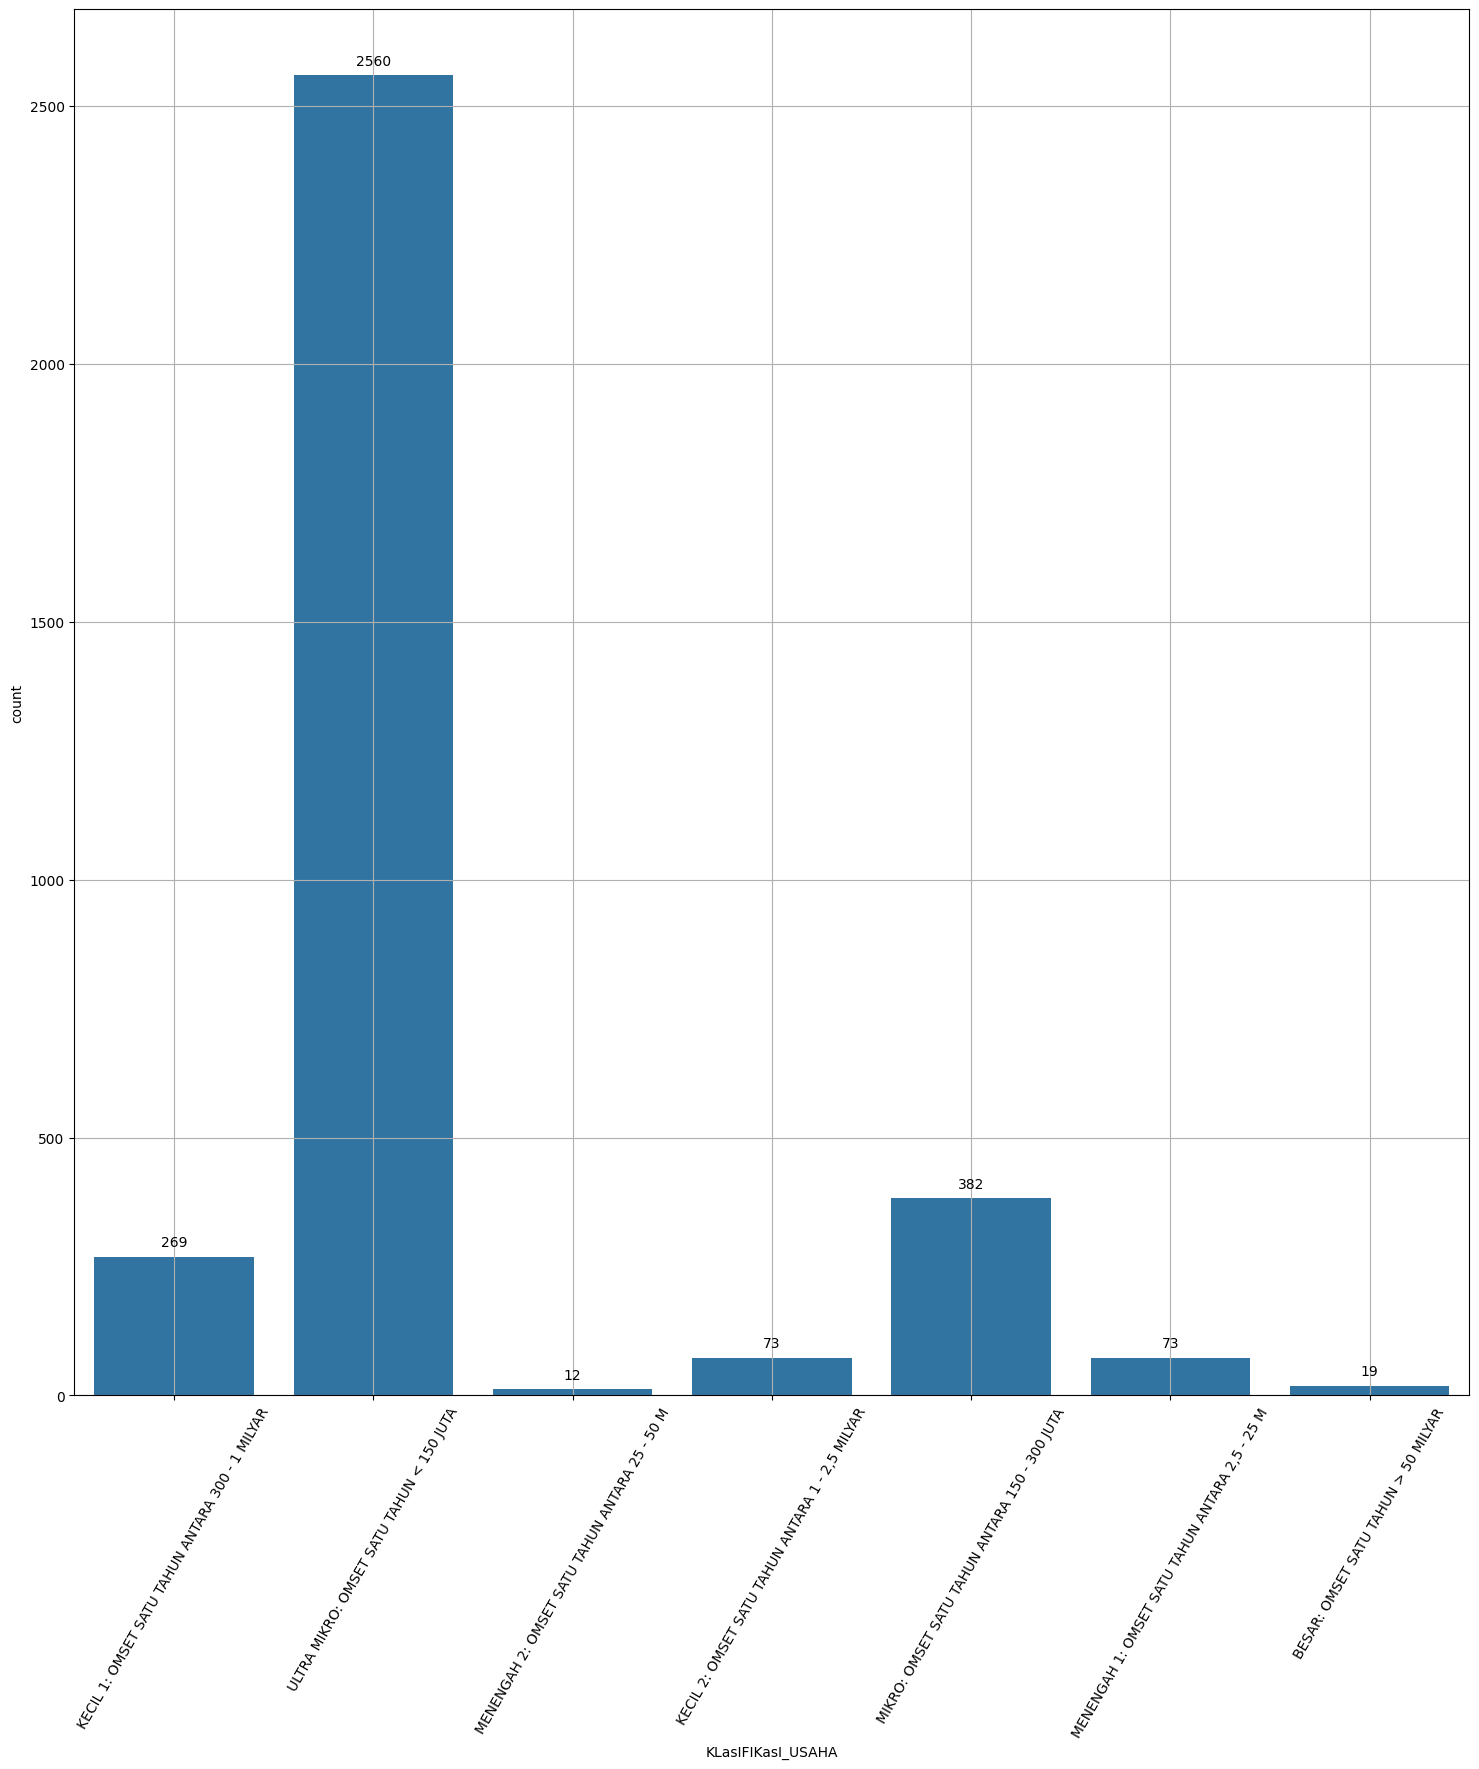 2560
2500
2000
1500
count
1000
500
382
269
73
73
12
19
0
KECIL 1: OMSET SATU TAHUN ANTARA 300 - 1 MILYAR
ULTRA MIKRO: OMSET SATU TAHUN < 150 JUTA
MENENGAH 2: OMSET SATU TAHUN ANTARA 25 - 50 M
KECIL 2: OMSET SATU TAHUN ANTARA 1 - 2,5 MILYAR
MIKRO: OMSET SATU TAHUN ANTARA 150 - 300 JUTA
MENENGAH 1: OMSET SATU TAHUN ANTARA 2,5 - 25 M
BESAR: OMSET SATU TAHUN > 50 MILYAR
KLasIFIKasI_USAHA